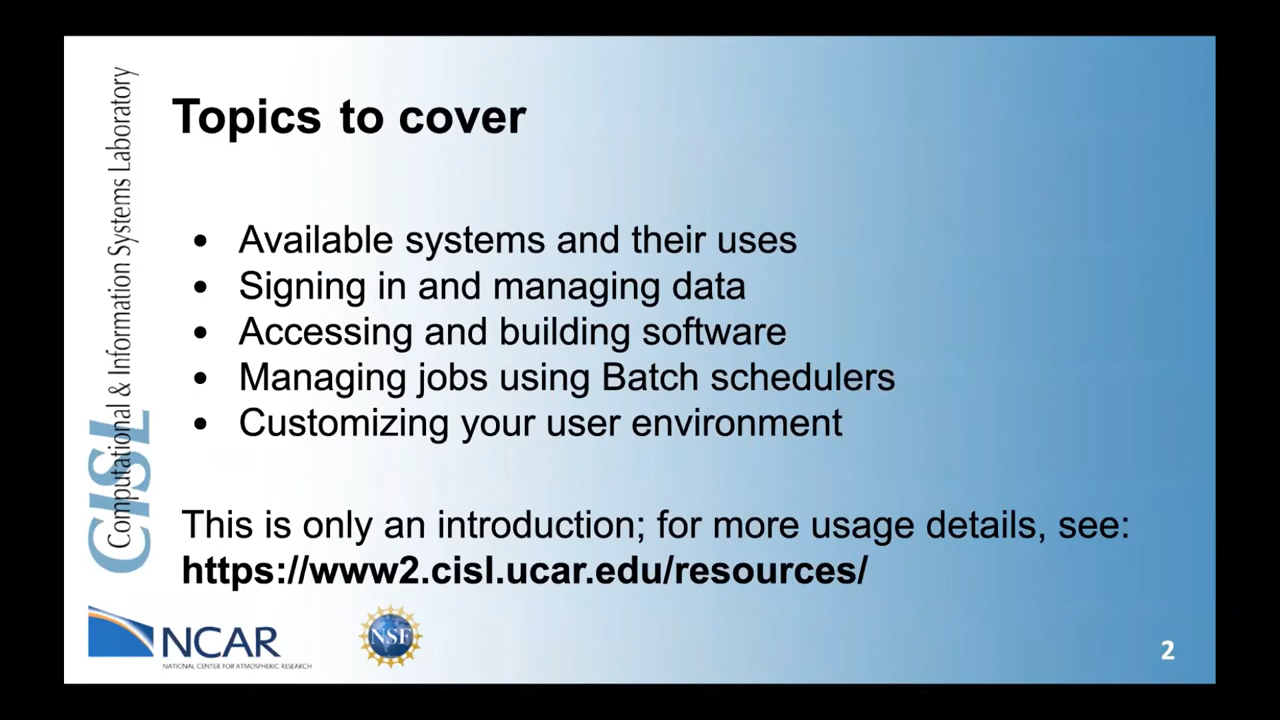 Topics to cover
• Available systems and their uses
• Signing in and managing data
• Accessing and building software
• Managing jobs using Batch schedulers
• Customizing your user environment
This is only an introduction; for more usage details, see:
https://www2.cisl.ucar.edu/resources/
CISL
Computational & Information Systems Laboratory
NCAR
NATIONAL CENTER FOR ATMOSPHERIC RESEARCH
NSF
2